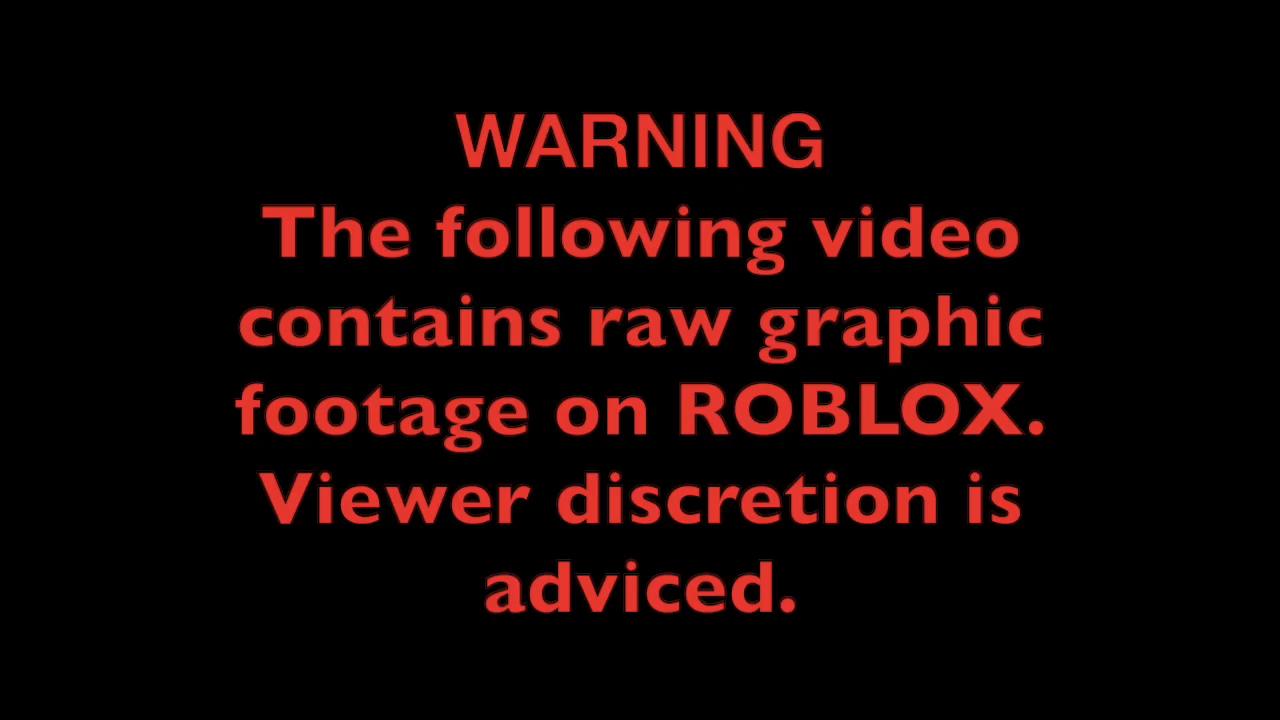 WARNING
The following video
contains raw graphic
footage on ROBLOX.
Viewer discretion is
adviced.